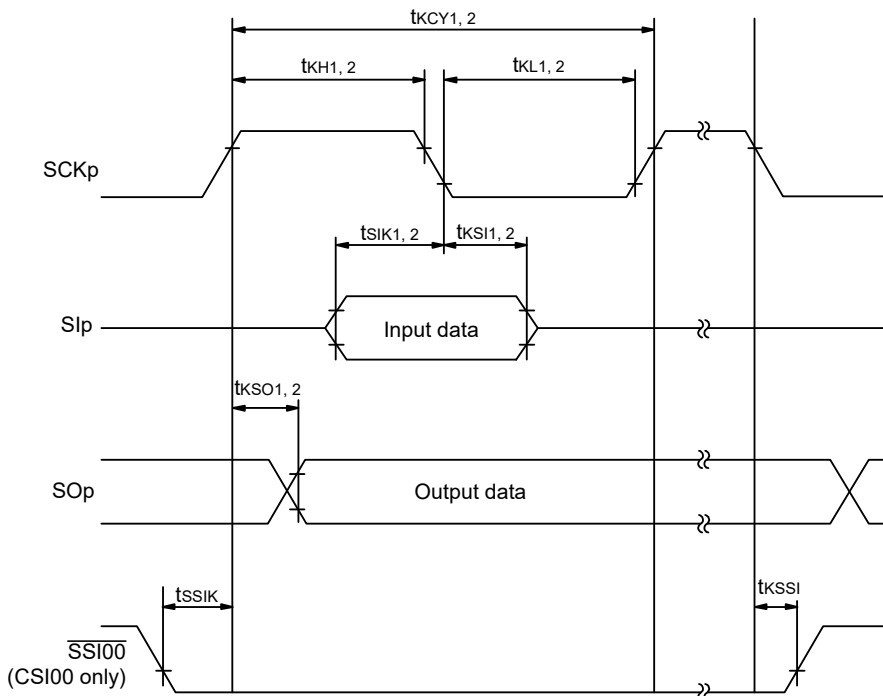 tKCY1, 2
tKH1, 2
tKL1, 2
SCKp
tSIK1, 2
tKSI1, 2
SIp
Input data
tKSO1, 2
SOp
Output data
tSSIK
tKSSI
SSI00
(CSI00 only)